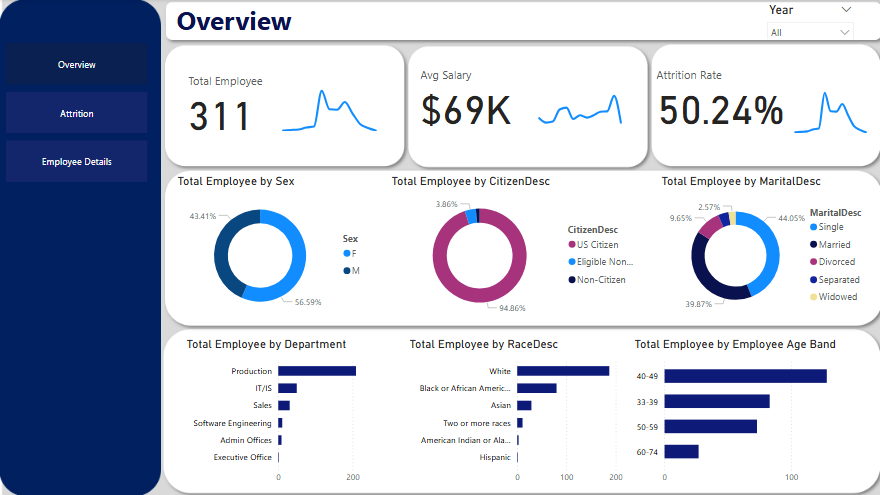 Overview
Year
All
Overview
Attrition
Employee Details
Total Employee
311
Avg Salary
$69K
Attrition Rate
50.24%
Total Employee by Sex
43.41%
56.59%
Sex
F
M
Total Employee by CitizenDesc
3.86%
94.86%
CitizenDesc
US Citizen
Eligible Non...
Non-Citizen
Total Employee by MaritalDesc
2.57%
9.65%
44.05%
39.87%
MaritalDesc
Single
Married
Divorced
Separated
Widowed
Total Employee by Department
Production
IT/IS
Sales
Software Engineering
Admin Offices
Executive Office
0 200
Total Employee by RaceDesc
White
Black or African Americ...
Asian
Two or more races
American Indian or Ala...
Hispanic
0 100 200
Total Employee by Employee Age Band
40-49
33-39
50-59
60-74
0 100